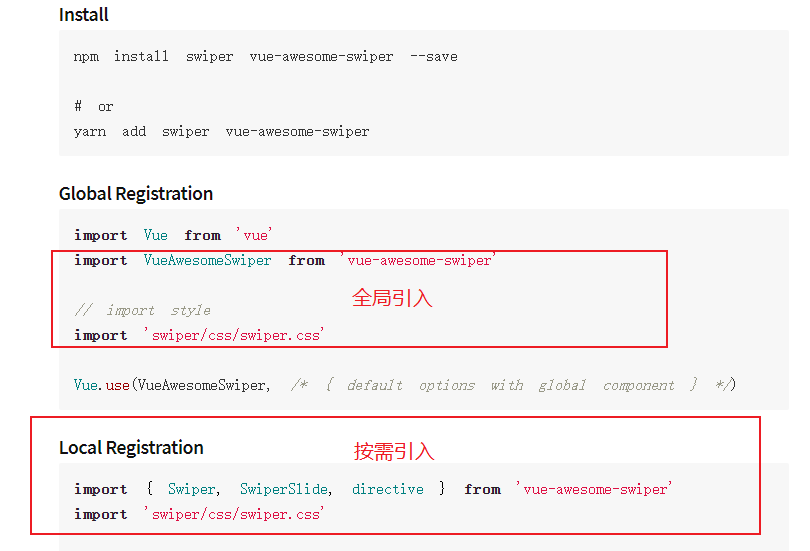 Install
npm install swiper vue-awesome-swiper --save
# or
yarn add swiper vue-awesome-swiper
Global Registration
import Vue from 'vue'
import VueAwesomeSwiper from 'vue-awesome-swiper'
全局引入
// import style
import 'swiper/css/swiper.css'
Vue.use(VueAwesomeSwiper, /* { default options with global component } */)
Local Registration
按需引入
import { Swiper, SwiperSlide, directive } from 'vue-awesome-swiper'
import 'swiper/css/swiper.css'